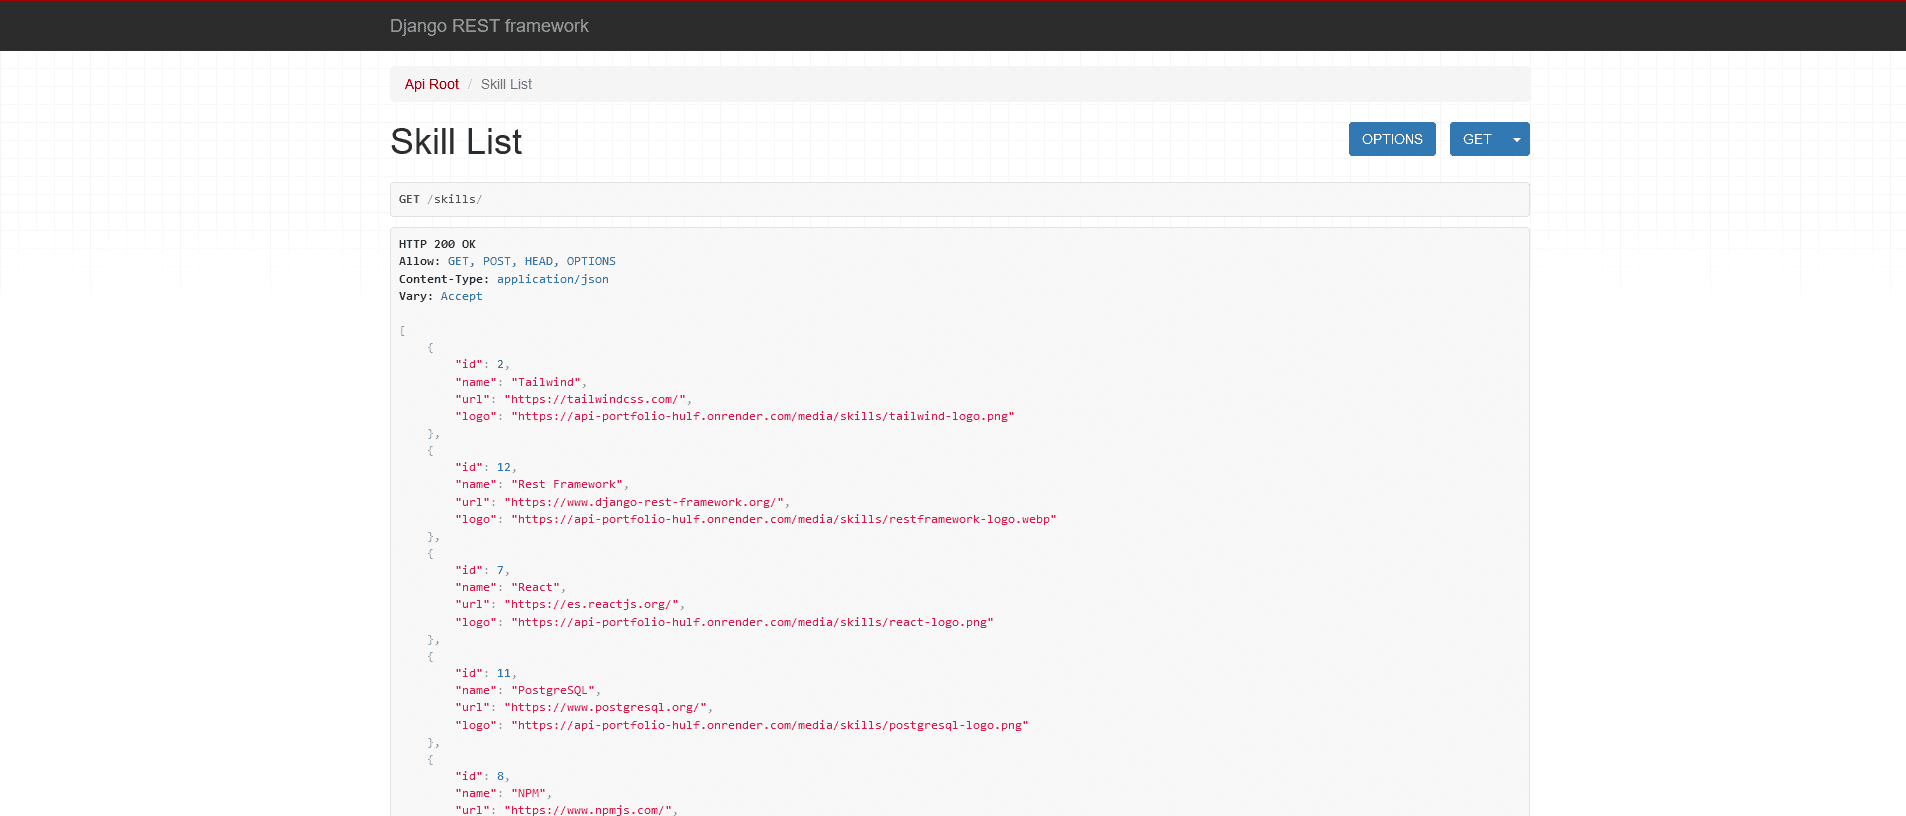 Django REST framework
Api Root / Skill List
Skill List
OPTIONS GET
GET /skills/
HTTP 200 OK
Allow: GET, POST, HEAD, OPTIONS
Content-Type: application/json
Vary: Accept
[
    {
        "id": 2,
        "name": "Tailwind",
        "url": "https://tailwindcss.com/",
        "logo": "https://api-portfolio-hulf.onrender.com/media/skills/tailwind-logo.png"
    },
    {
        "id": 12,
        "name": "Rest Framework",
        "url": "https://www.django-rest-framework.org/",
        "logo": "https://api-portfolio-hulf.onrender.com/media/skills/restframework-logo.webp"
    },
    {
        "id": 7,
        "name": "React",
        "url": "https://es.reactjs.org/",
        "logo": "https://api-portfolio-hulf.onrender.com/media/skills/react-logo.png"
    },
    {
        "id": 11,
        "name": "PostgreSQL",
        "url": "https://www.postgresql.org/",
        "logo": "https://api-portfolio-hulf.onrender.com/media/skills/postgresql-logo.png"
    },
    {
        "id": 8,
        "name": "NPM",
        "url": "https://www.npmjs.com/",